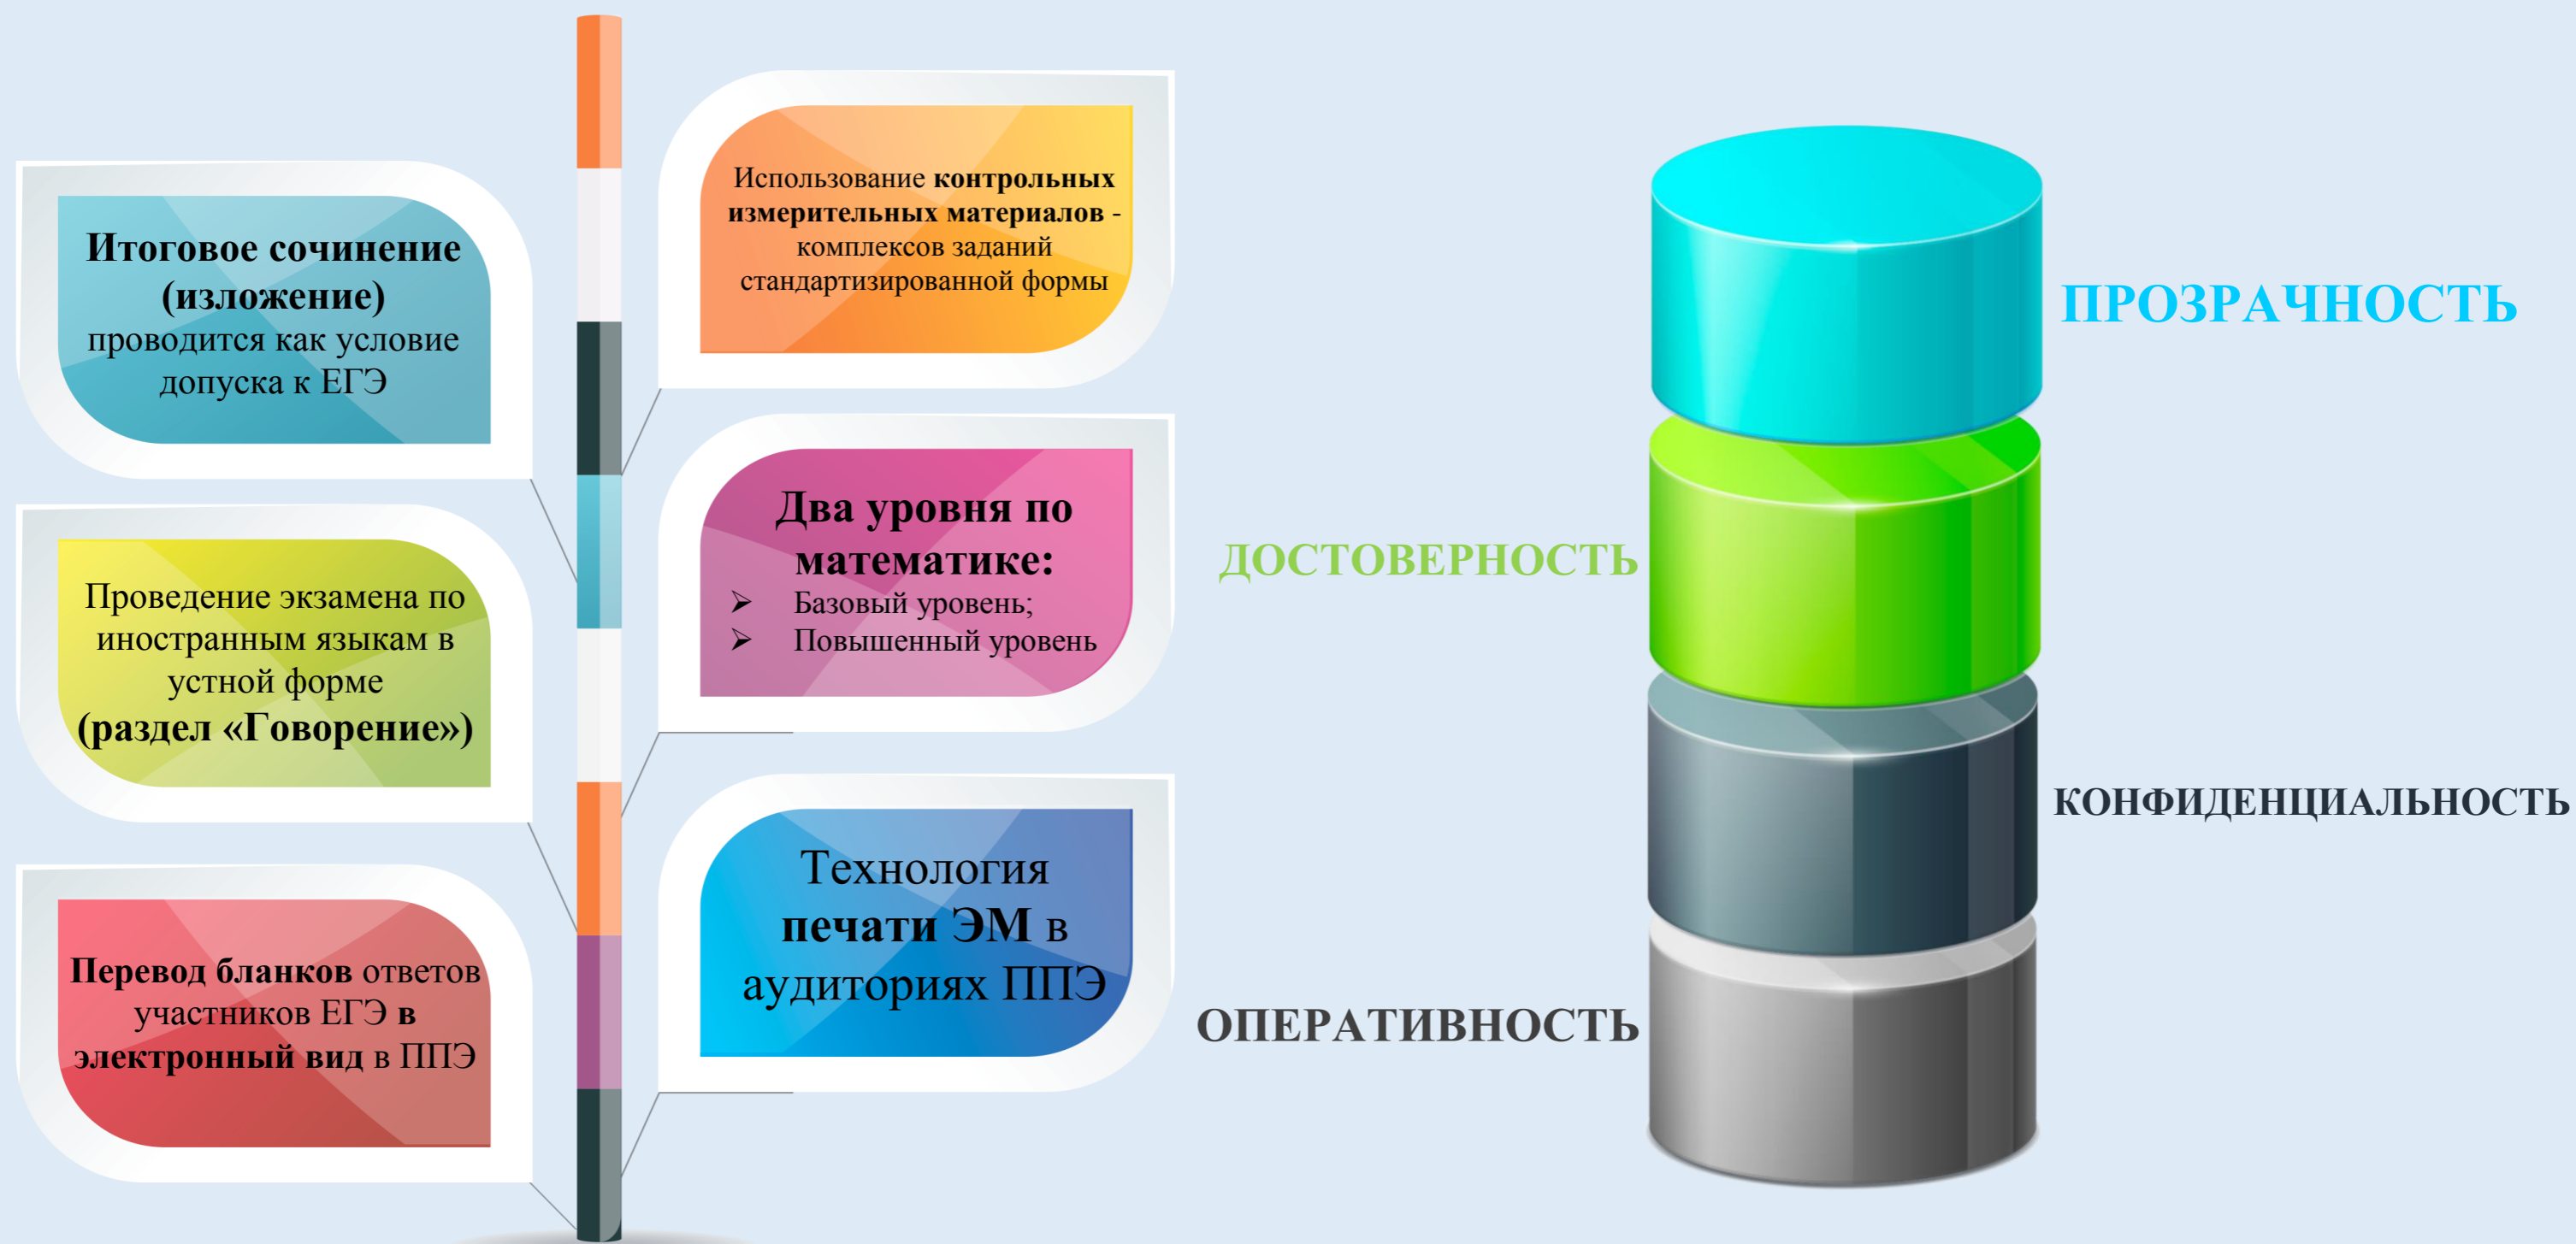 Итоговое сочинение
(изложение)
проводится как условие
допуска к ЕГЭ
Использование контрольных
измерительных материалов -
комплексов заданий
стандартизированной формы
Проведение экзамена по
иностранным языкам в
устной форме
(раздел «Говорение»)
Два уровня по
математике:
➢ Базовый уровень;
➢ Повышенный уровень
Перевод бланков ответов
участников ЕГЭ в
электронный вид в ППЭ
Технология
печати ЭМ в
аудиториях ППЭ
ПРОЗРАЧНОСТЬ
ДОСТОВЕРНОСТЬ
КОНФИДЕНЦИАЛЬНОСТЬ
ОПЕРАТИВНОСТЬ